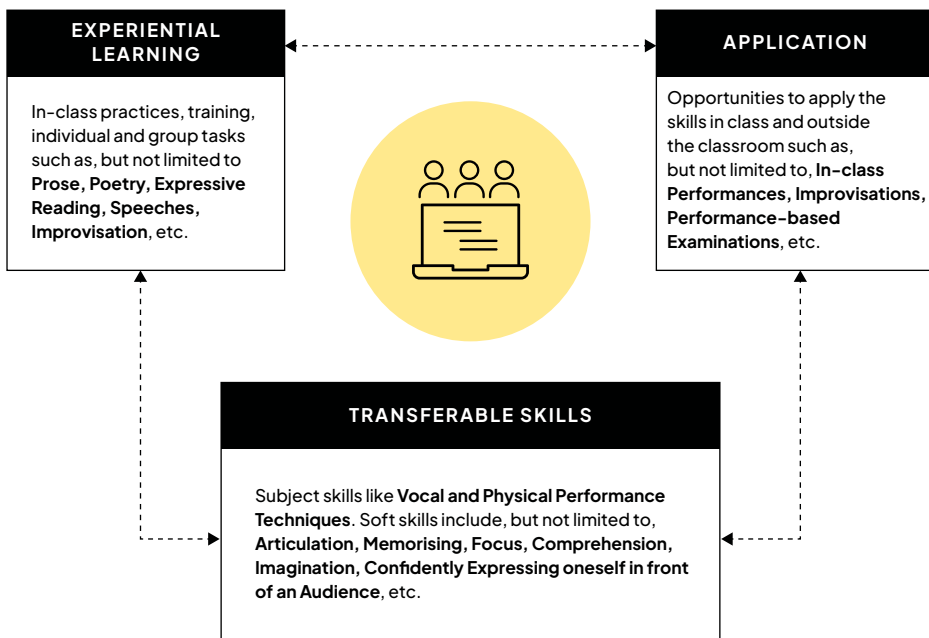 EXPERIENTIAL
LEARNING
In-class practices, training,
individual and group tasks
such as, but not limited to
Prose, Poetry, Expressive
Reading, Speeches,
Improvisation, etc.
APPLICATION
Opportunities to apply the
skills in class and outside
the classroom such as,
but not limited to, In-class
Performances, Improvisations,
Performance-based
Examinations, etc.
TRANSFERABLE SKILLS
Subject skills like Vocal and Physical Performance
Techniques. Soft skills include, but not limited to,
Articulation, Memorising, Focus, Comprehension,
Imagination, Confidently Expressing oneself in front
of an Audience, etc.